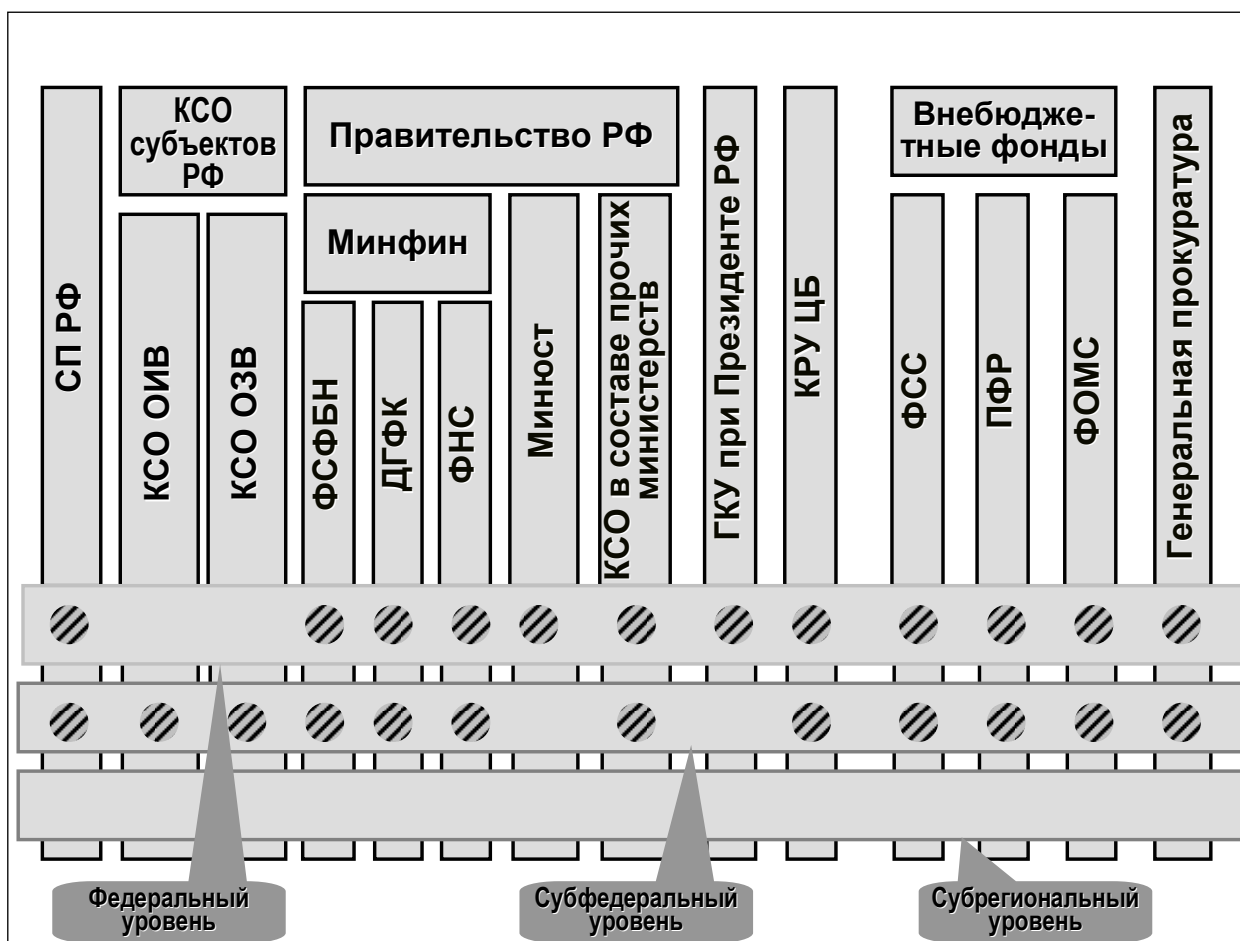 СП РФ
КСО
субъектов
РФ
КСО ОИВ
КСО ОЗВ
Правительство РФ
Минфин
ФСФБН
ДГФК
ФНС
Минюст
КСО в составе прочих
министерств
ГКУ при Президенте РФ
КРУ ЦБ
Внебюдже-
тные фонды
ФСС
ПФР
ФОМС
Генеральная прокуратура
Федеральный
уровень
Субфедеральный
уровень
Субрегиональный
уровень